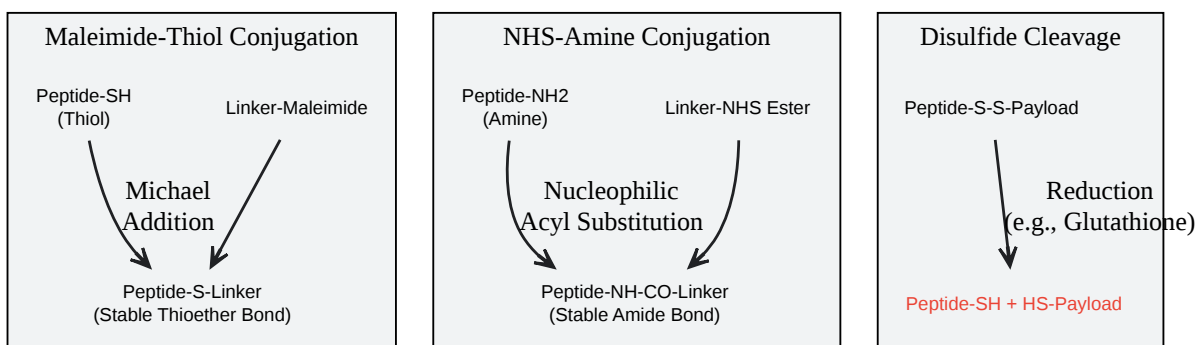 Maleimide-Thiol Conjugation
Peptide-SH
(Thiol)
Linker-Maleimide
Michael
Addition
Peptide-S-Linker
(Stable Thioether Bond)
NHS-Amine Conjugation
Peptide-NH2
(Amine)
Linker-NHS Ester
Nucleophilic
Acyl Substitution
Peptide-NH-CO-Linker
(Stable Amide Bond)
Disulfide Cleavage
Peptide-S-S-Payload
Reduction
(e.g., Glutathione)
Peptide-SH + HS-Payload